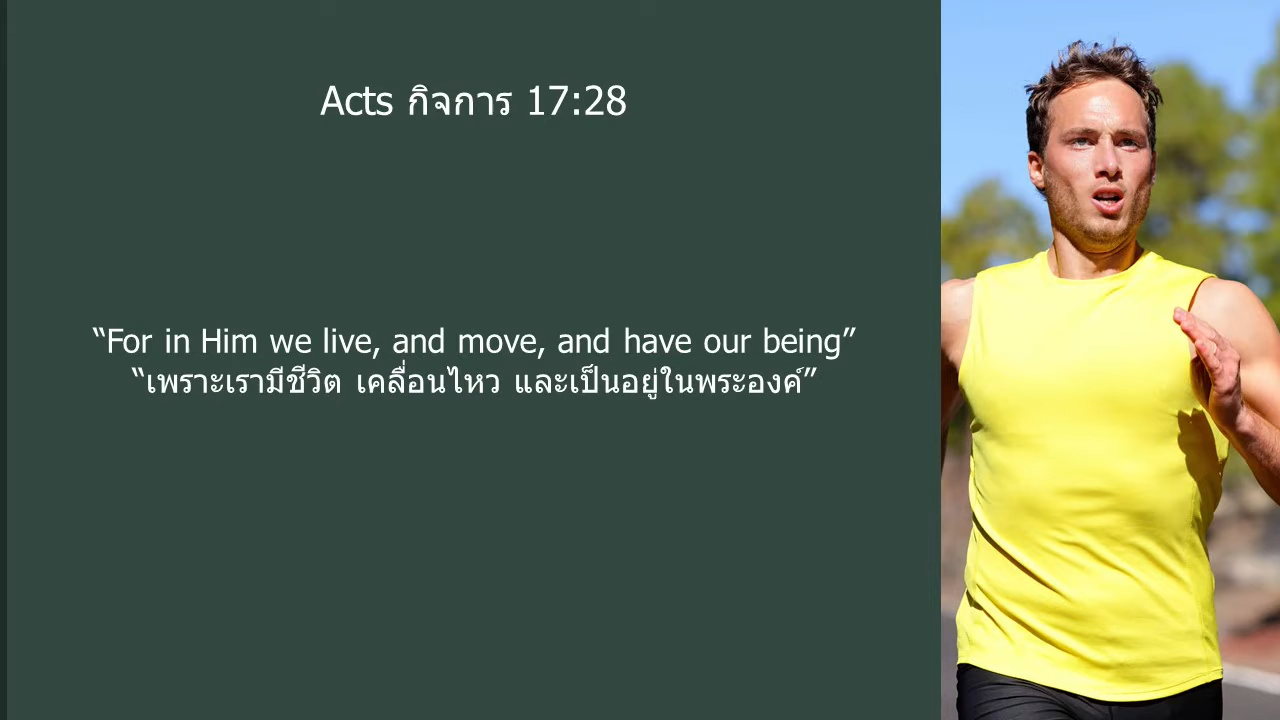 Acts กิจการ 17:28
“For in Him we live, and move, and have our being”
“เพราะเรามีชีวิต เคลื่อนไหว และเป็นอยู่ในพระองค์”